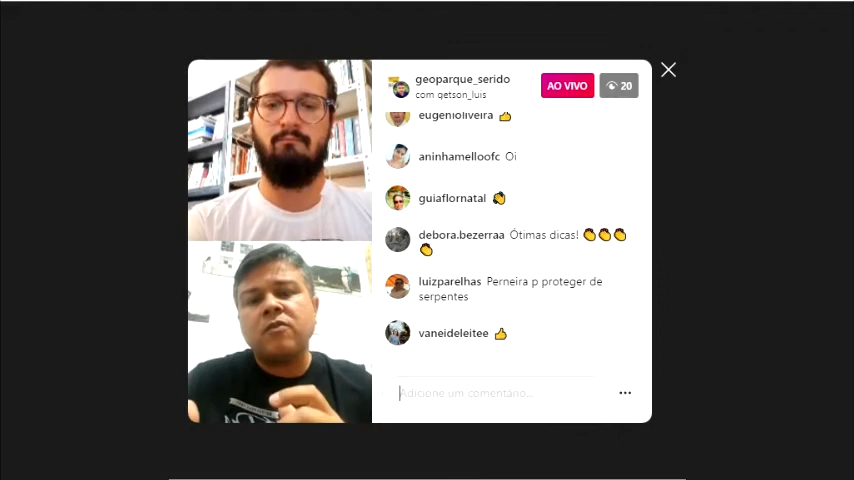 geoparque_serido
com getson_luis
AO VIVO
20
eugenioliveira 👍
aninhamelloofc Oi
guiaflornatal 👏
debora.bezerraa Ótimas dicas! 👏👏👏
👏
luizparelhas Perneira p proteger de
serpentes
vaneideleitee 👍
Adicione um comentário...